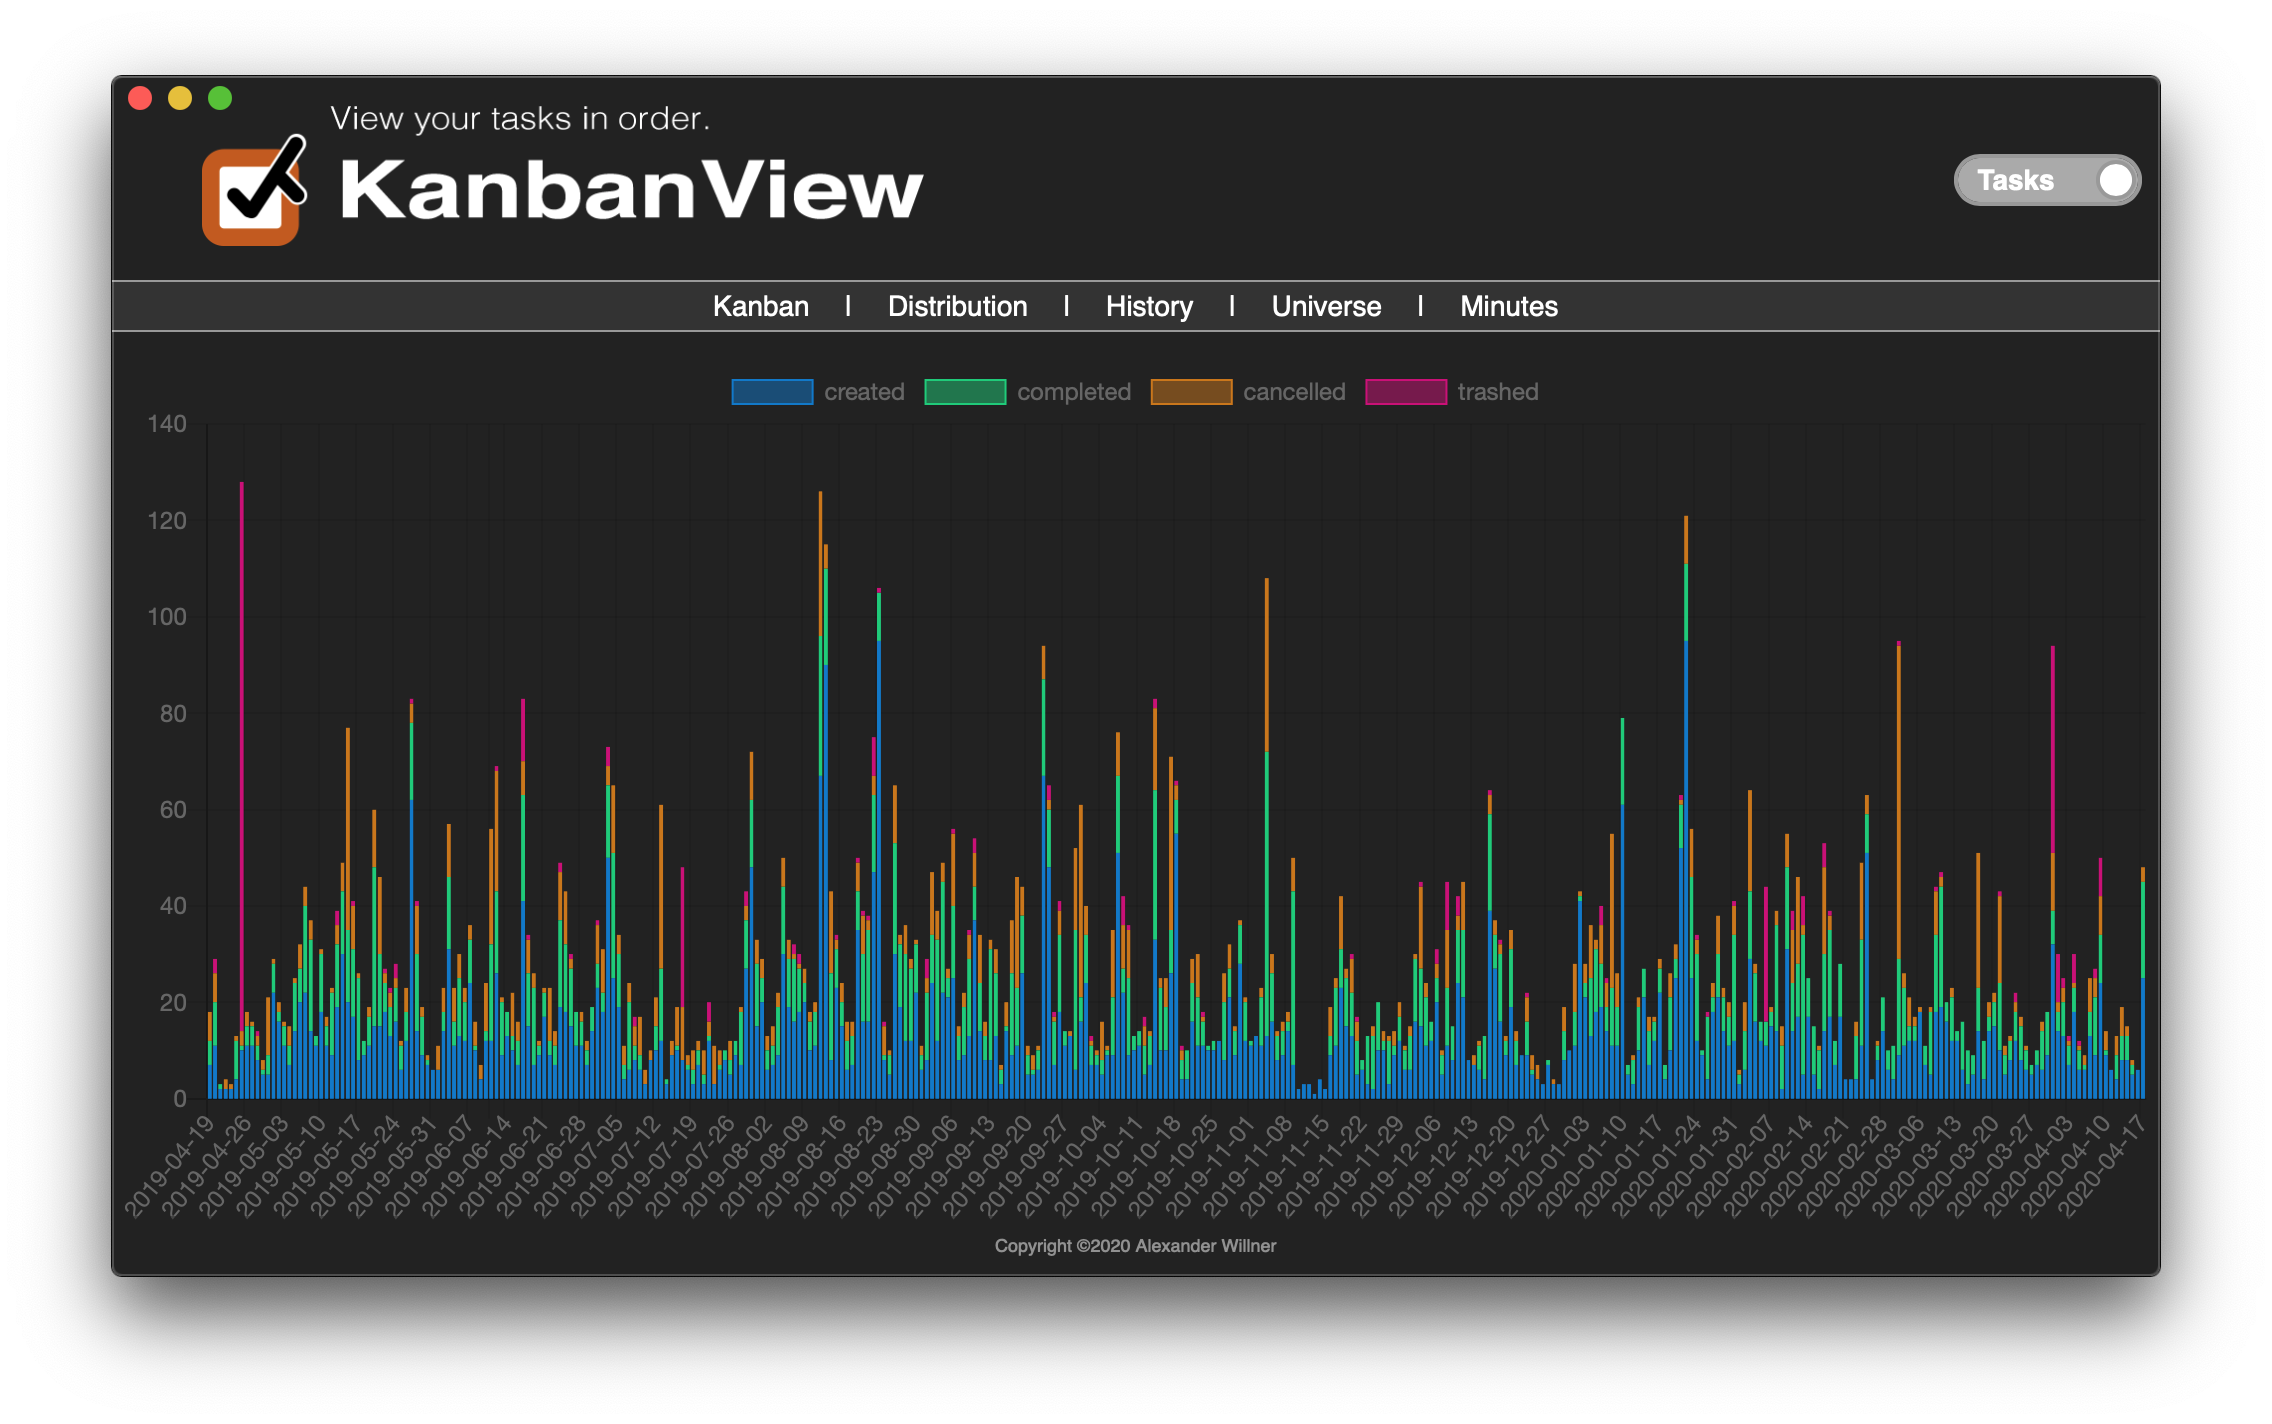 View your tasks in order.
KanbanView
Tasks
Kanban | Distribution | History | Universe | Minutes
created completed cancelled trashed
140
120
100
80
60
40
20
0
2019-04-19 2019-04-26 2019-05-03 2019-05-10 2019-05-17 2019-05-24 2019-05-31 2019-06-07 2019-06-14 2019-06-21 2019-06-28 2019-07-05 2019-07-12 2019-07-19 2019-07-26 2019-08-02 2019-08-09 2019-08-16 2019-08-23 2019-08-30 2019-09-06 2019-09-13 2019-09-20 2019-09-27 2019-10-04 2019-10-11 2019-10-18 2019-10-25 2019-11-01 2019-11-08 2019-11-15 2019-11-22 2019-11-29 2019-12-06 2019-12-13 2019-12-20 2019-12-27 2020-01-03 2020-01-10 2020-01-17 2020-01-24 2020-01-31 2020-02-07 2020-02-14 2020-02-21 2020-02-28 2020-03-06 2020-03-13 2020-03-20 2020-03-27 2020-04-03 2020-04-10 2020-04-17
Copyright ©2020 Alexander Willner